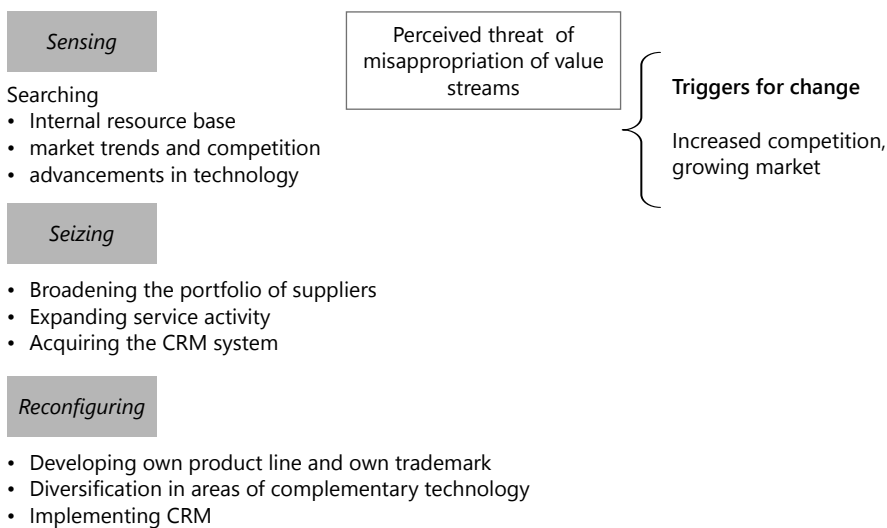 Sensing
Searching
• Internal resource base
• market trends and competition
• advancements in technology
Perceived threat of
misappropriation of value
streams
Triggers for change
Increased competition,
growing market
Seizing
• Broadening the portfolio of suppliers
• Expanding service activity
• Acquiring the CRM system
Reconfiguring
• Developing own product line and own trademark
• Diversification in areas of complementary technology
• Implementing CRM